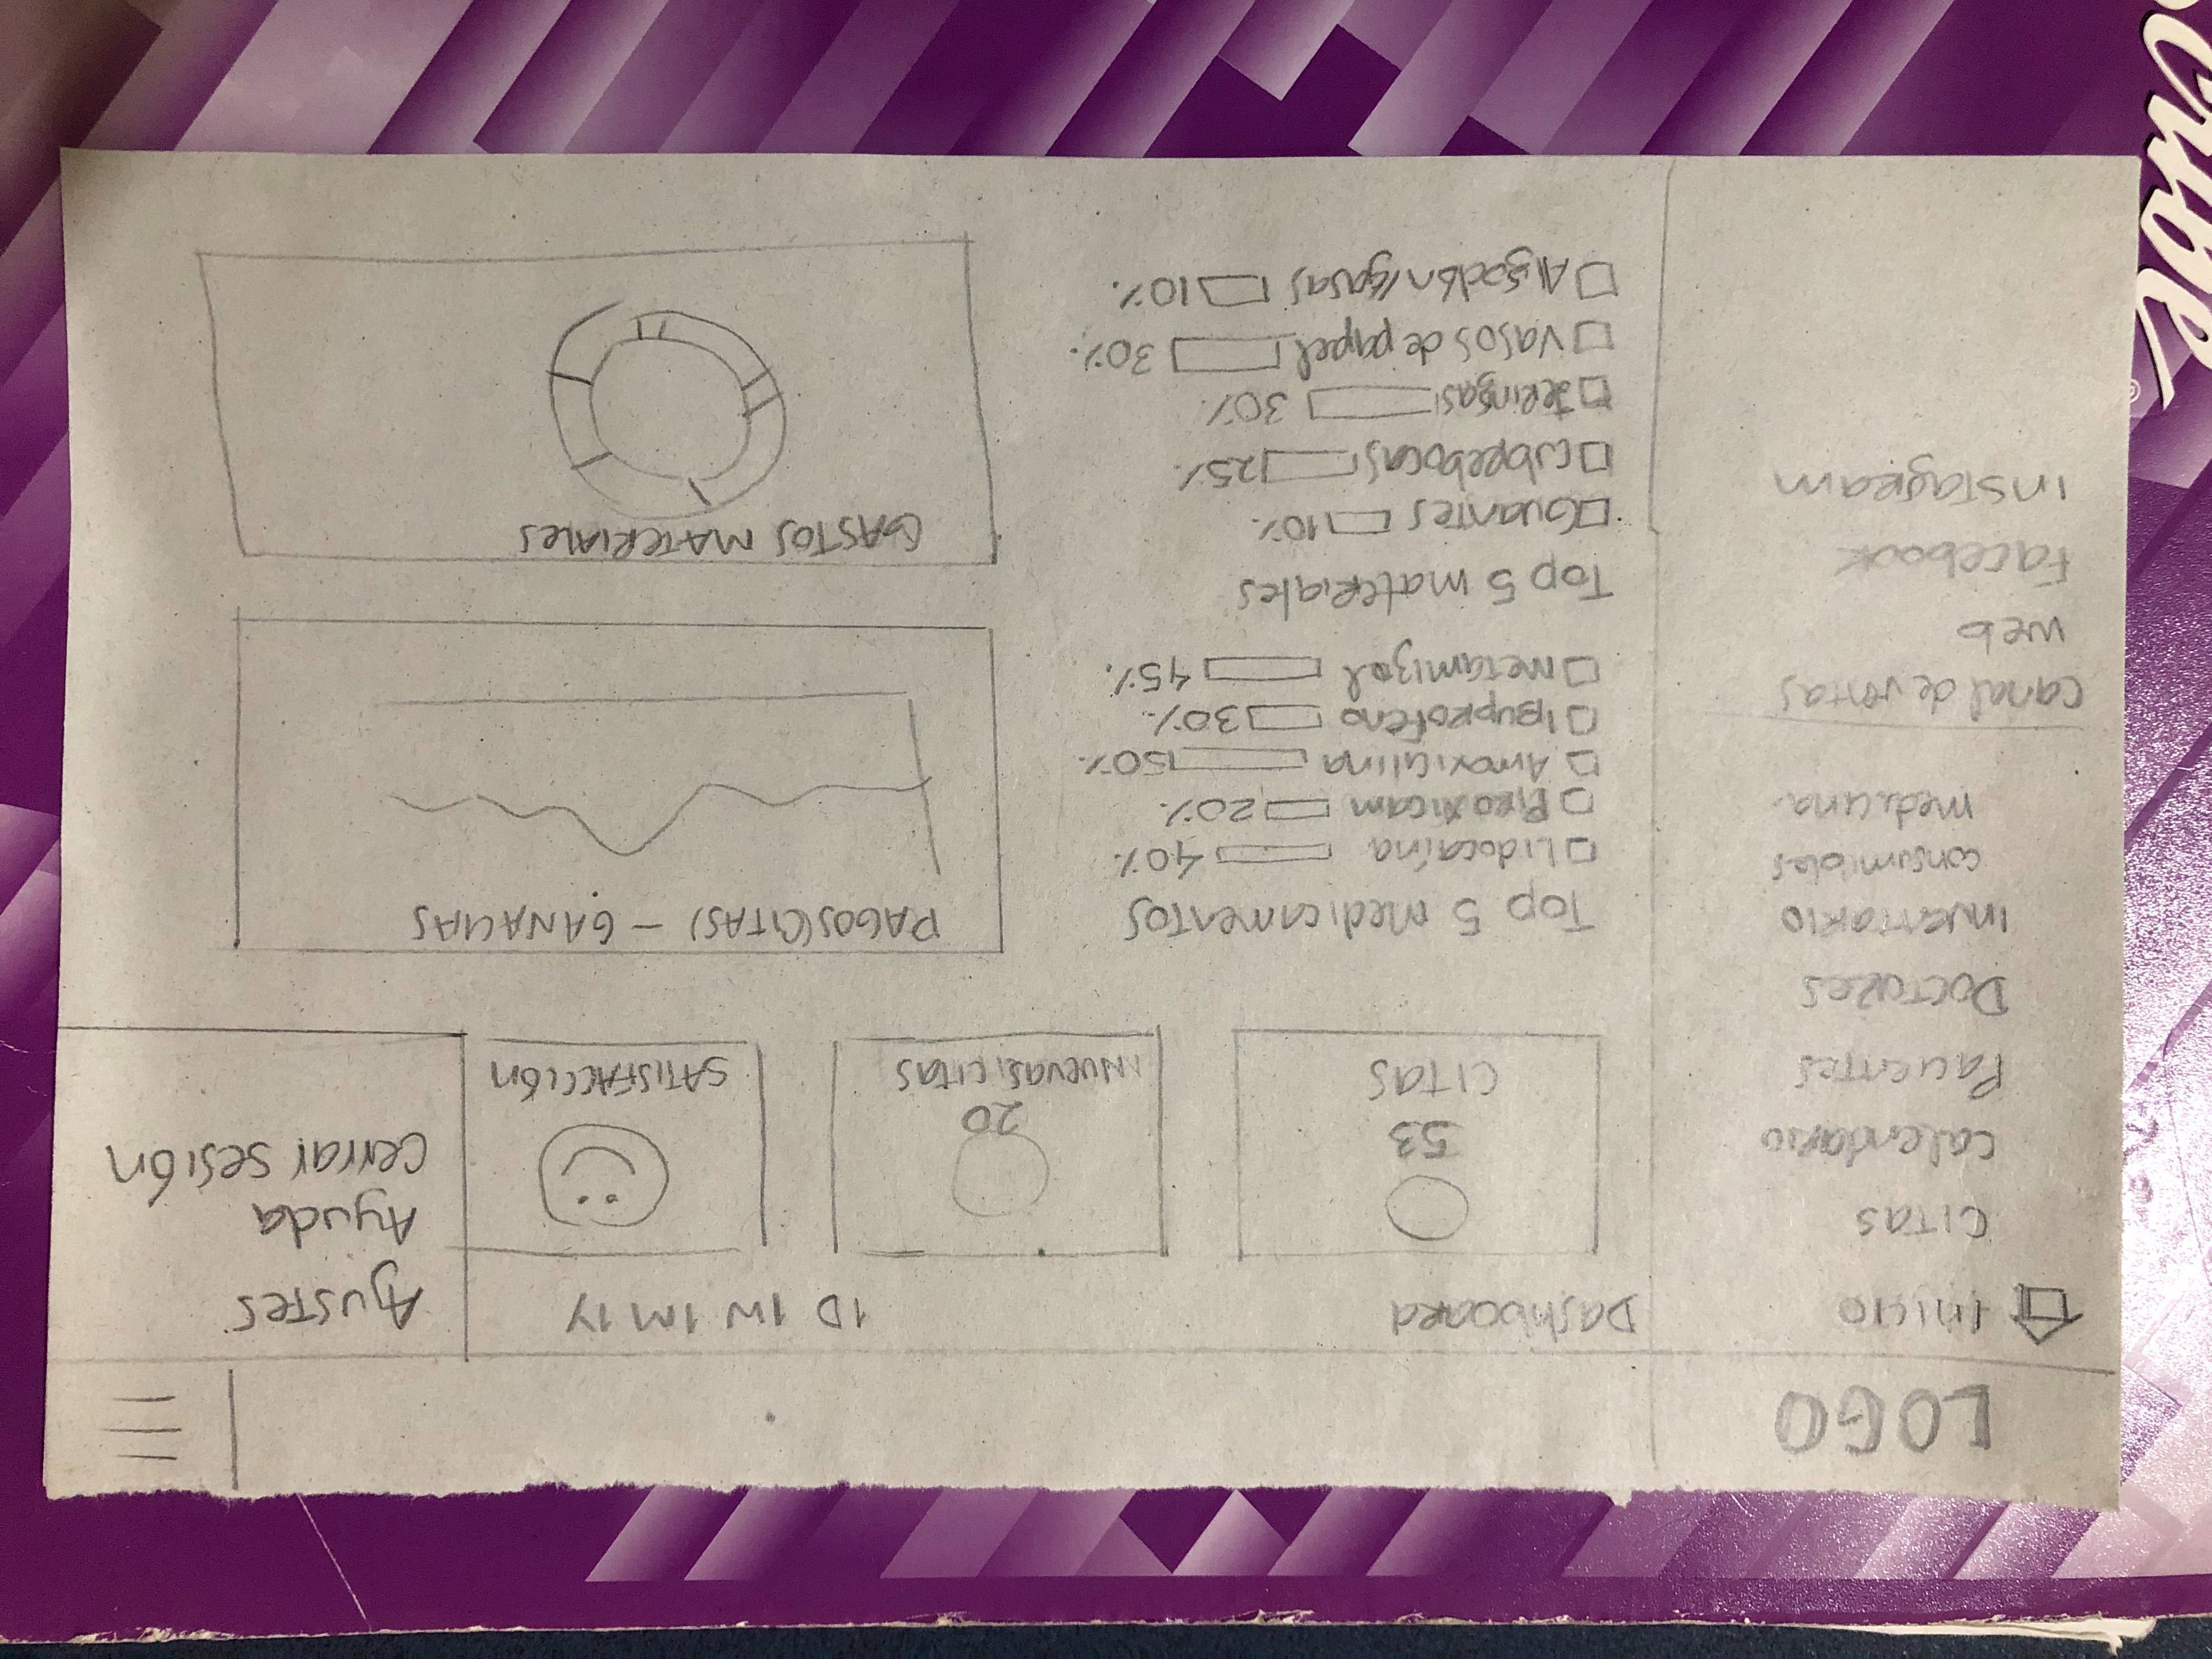 LOGO
Inicio
Citas
Calendario
Pacientes
Doctores
Inventario
consumibles
medicina
canal de ventas
web
Facebook
Instagram
Dashboard
1D 1W 1M 1Y
53
CITAS
20
NUEVAS CITAS
SATISFACCIÓN
Ajustes
Ayuda
cerrar sesión
Top 5 Medicamentos
Lidocaína 40%
Piroxicam 20%
Amoxicilina 50%
Ibuprofeno 30%
Metamizol 45%
Top 5 materiales
Guantes 10%
Cubrebocas 25%
Jeringas 30%
Vasos de papel 30%
Algodón/gasas 10%
PAGOS(CITAS) - GANACIAS
GASTOS MATERIALES
Scribe